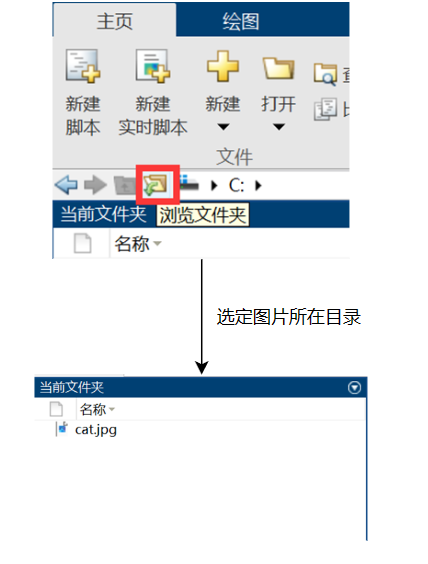 主页 绘图
新建 新建 新建 打开
脚本 实时脚本
文件
C:
当前文件夹 浏览文件夹
名称
选定图片所在目录
当前文件夹
名称
cat.jpg